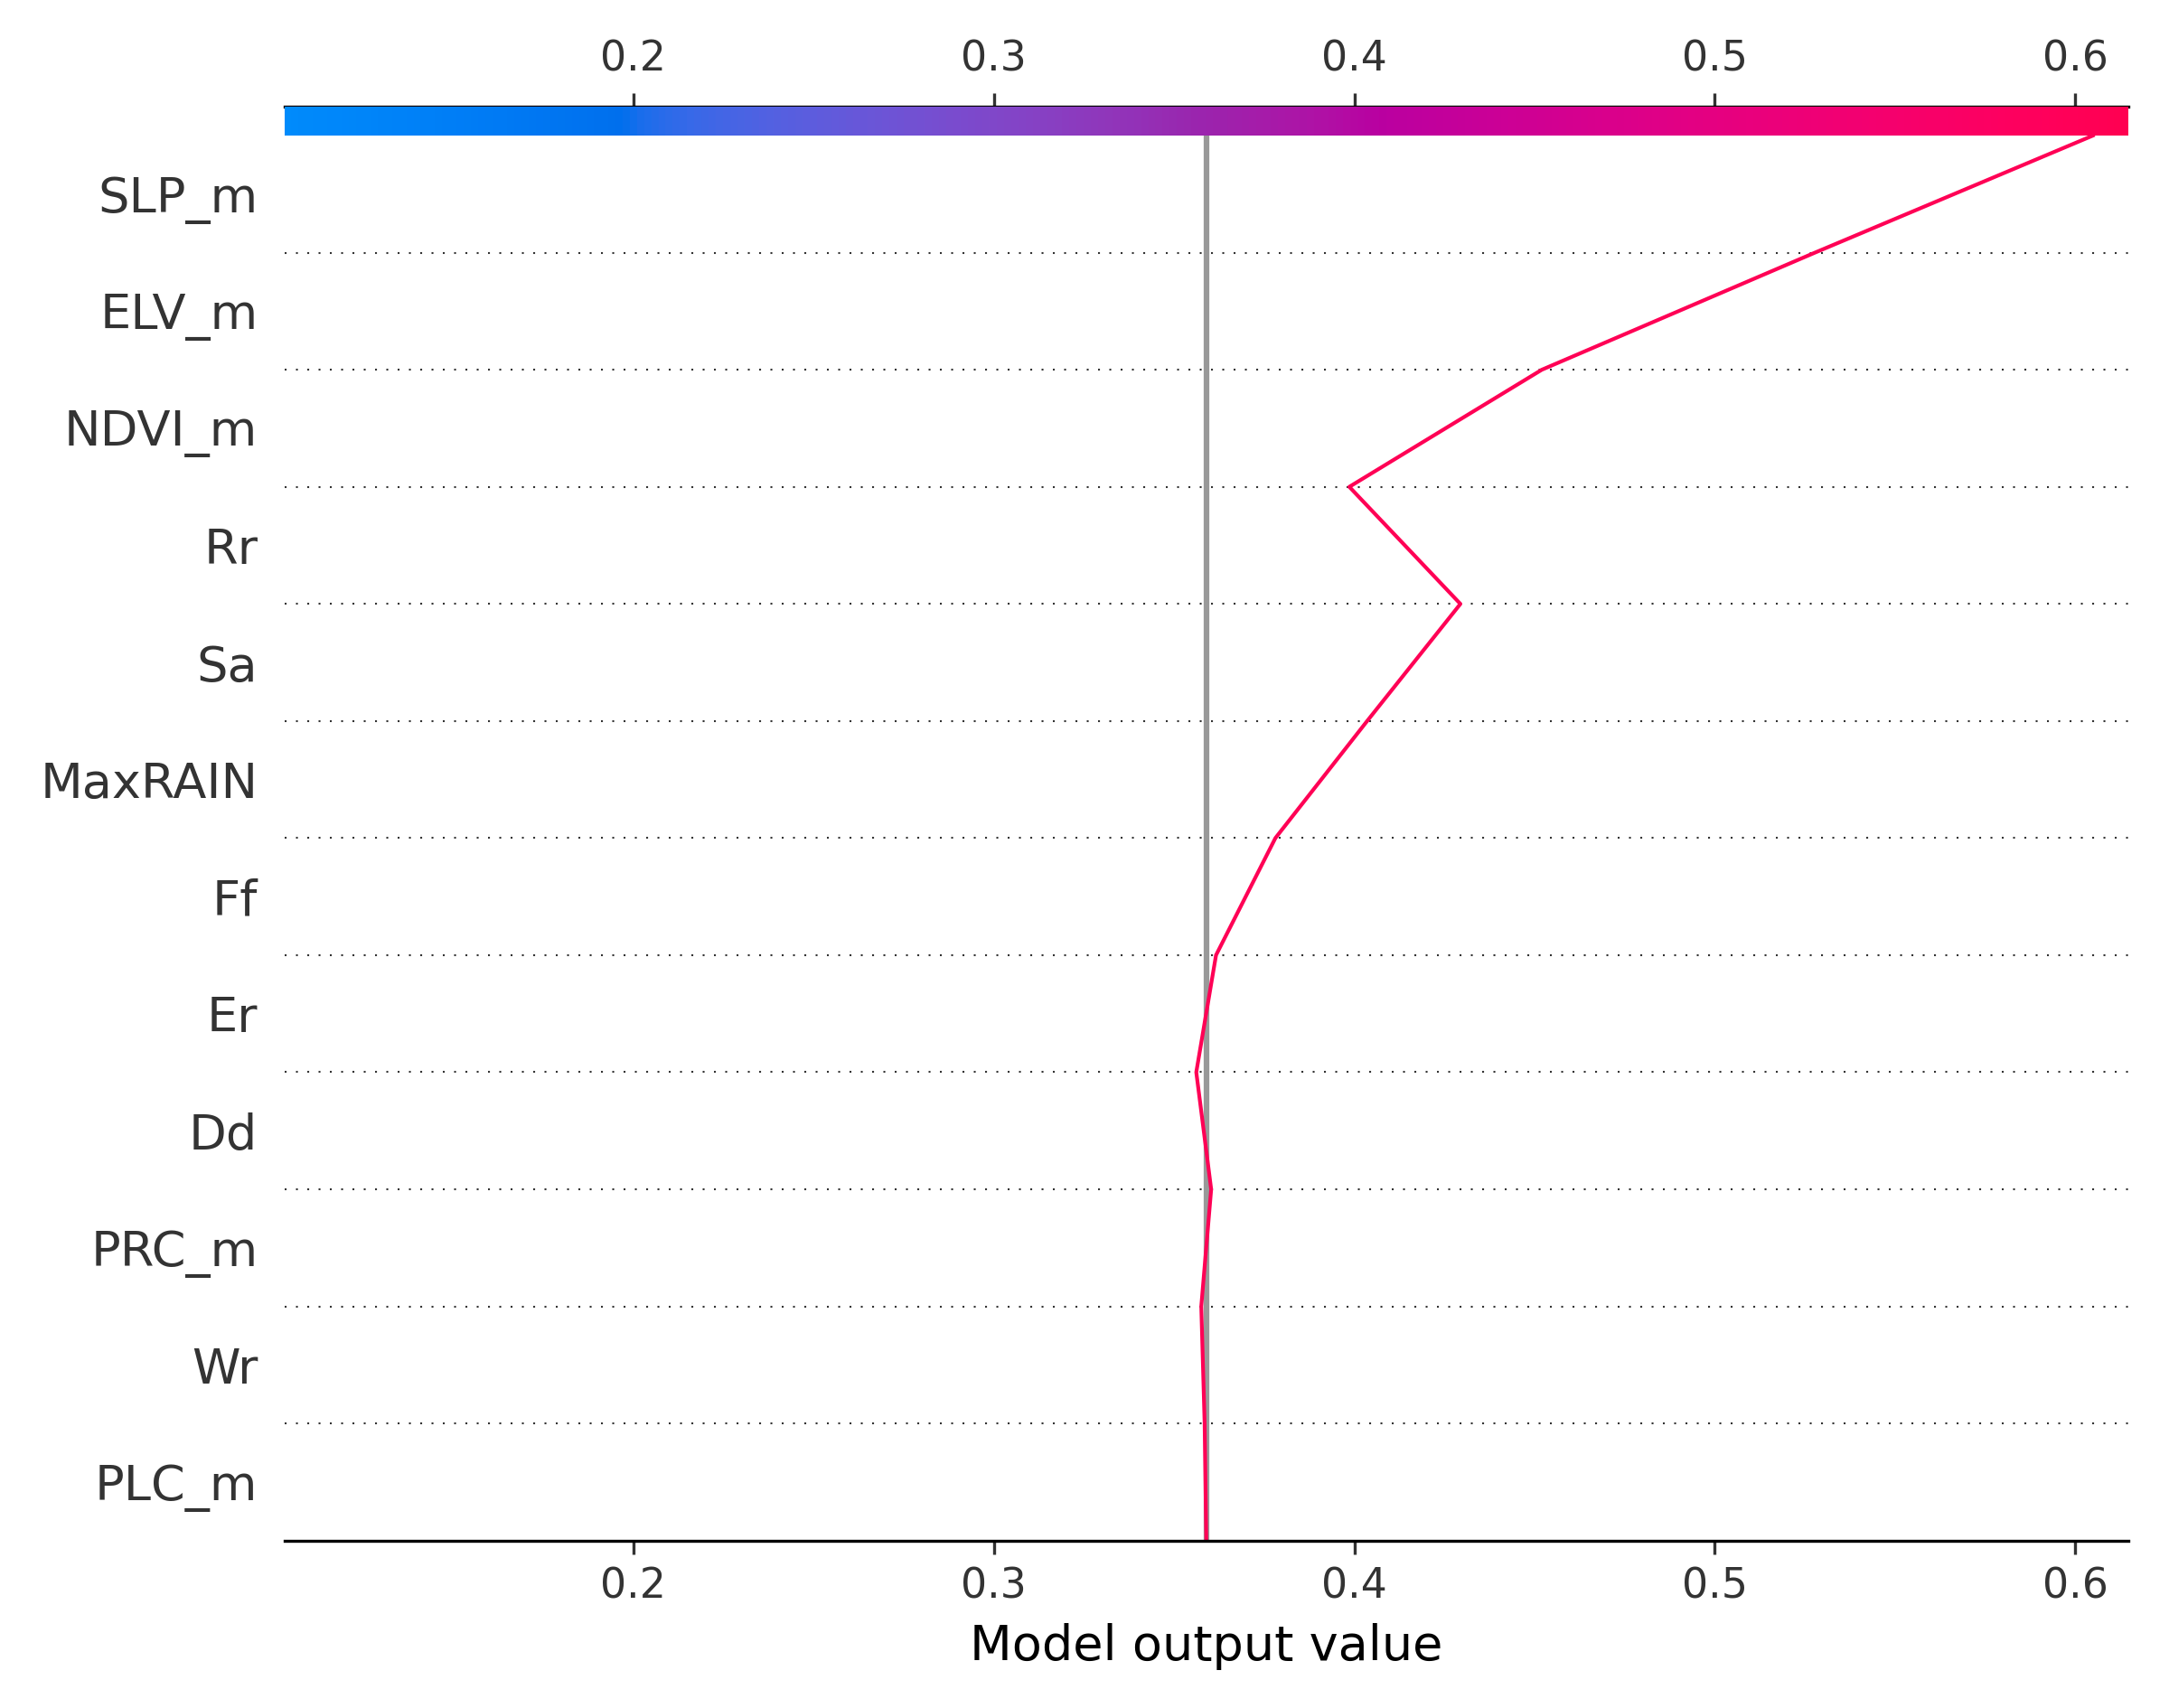 0.2 0.3 0.4 0.5 0.6
SLP_m
ELV_m
NDVI_m
Rr
Sa
MaxRAIN
Ff
Er
Dd
PRC_m
Wr
PLC_m
0.2 0.3 0.4 0.5 0.6
Model output value